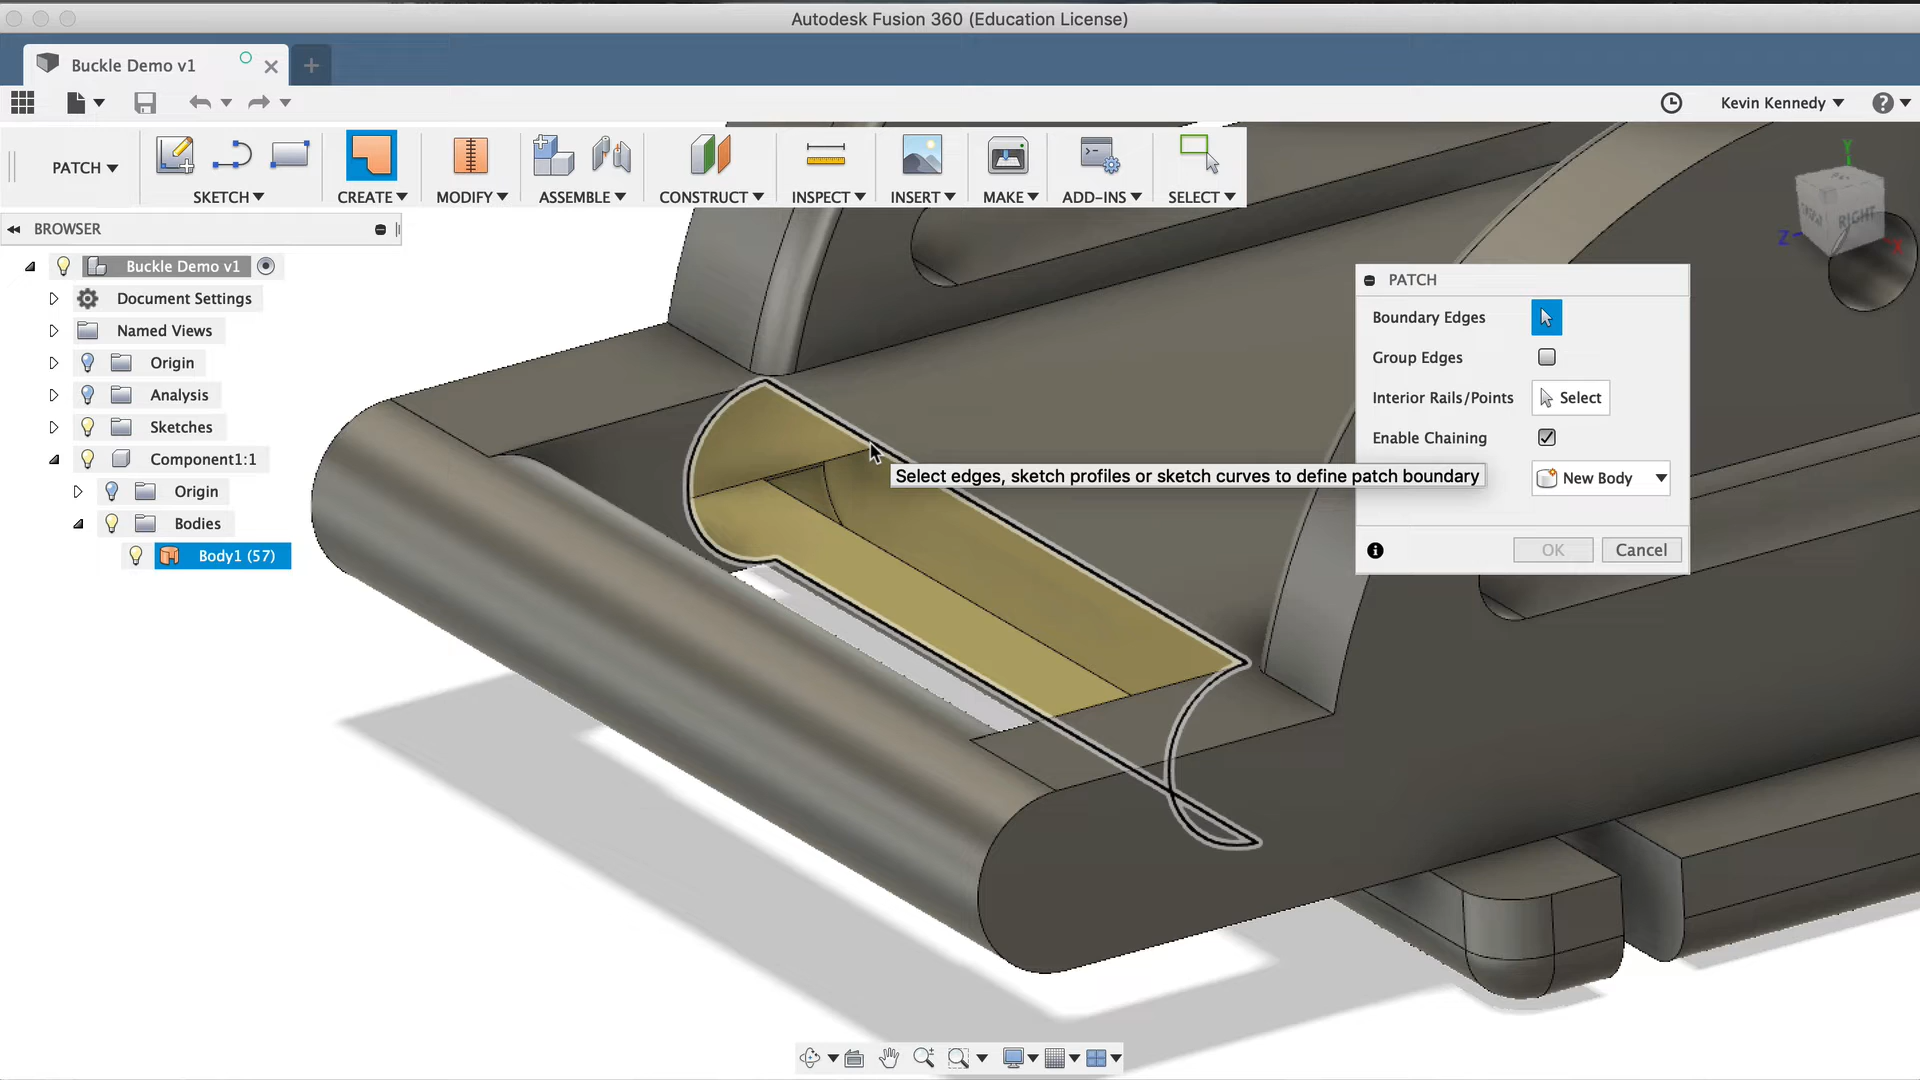 Autodesk Fusion 360 (Education License)
Buckle Demo v1
Kevin Kennedy
PATCH
SKETCH
CREATE
MODIFY
ASSEMBLE
CONSTRUCT
INSPECT
INSERT
MAKE
ADD-INS
SELECT
BROWSER
Buckle Demo v1
Document Settings
Named Views
Origin
Analysis
Sketches
Component1:1
Origin
Bodies
Body1 (57)
Y
RIGHT
Z
X
PATCH
Boundary Edges
Group Edges
Interior Rails/Points
Select
Enable Chaining
New Body
OK
Cancel
Select edges, sketch profiles or sketch curves to define patch boundary